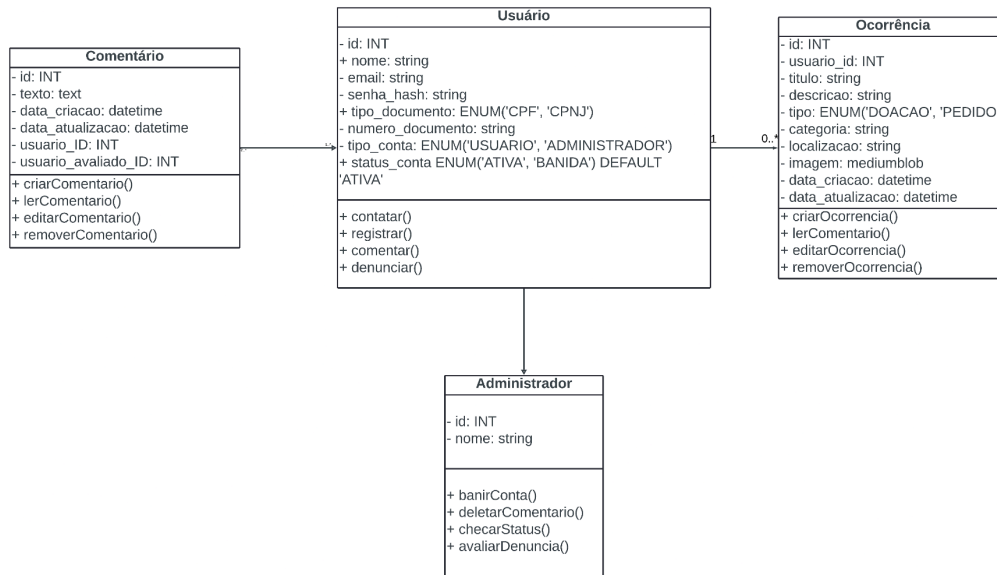 Comentário
- id: INT
- texto: text
- data_criacao: datetime
- data_atualizacao: datetime
- usuario_ID: INT
- usuario_avaliado_ID: INT
+ criarComentario()
+ lerComentario()
+ editarComentario()
+ removerComentario()
Usuário
- id: INT
+ nome: string
- email: string
- senha_hash: string
+ tipo_documento: ENUM('CPF', 'CPNJ')
- numero_documento: string
- tipo_conta: ENUM('USUARIO', 'ADMINISTRADOR')
+ status_conta ENUM('ATIVA', 'BANIDA') DEFAULT
'ATIVA'
+ contatar()
+ registrar()
+ comentar()
+ denunciar()
1
0..*
Ocorrência
- id: INT
- usuario_id: INT
- titulo: string
- descricao: string
- tipo: ENUM('DOACAO', 'PEDIDO
- categoria: string
- localizacao: string
- imagem: mediumblob
- data_criacao: datetime
- data_atualizacao: datetime
+ criarOcorrencia()
+ lerComentario()
+ editarOcorrencia()
+ removerOcorrencia()
Administrador
- id: INT
- nome: string
+ banirConta()
+ deletarComentario()
+ checarStatus()
+ avaliarDenuncia()